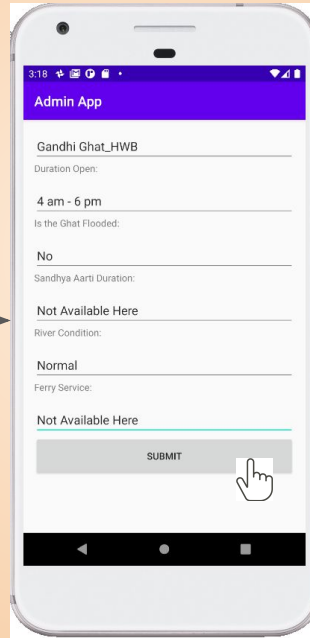 3:18
Admin App
Gandhi Ghat_HWB
Duration Open:
4 am - 6 pm
Is the Ghat Flooded:
No
Sandhya Aarti Duration:
Not Available Here
River Condition:
Normal
Ferry Service:
Not Available Here
SUBMIT